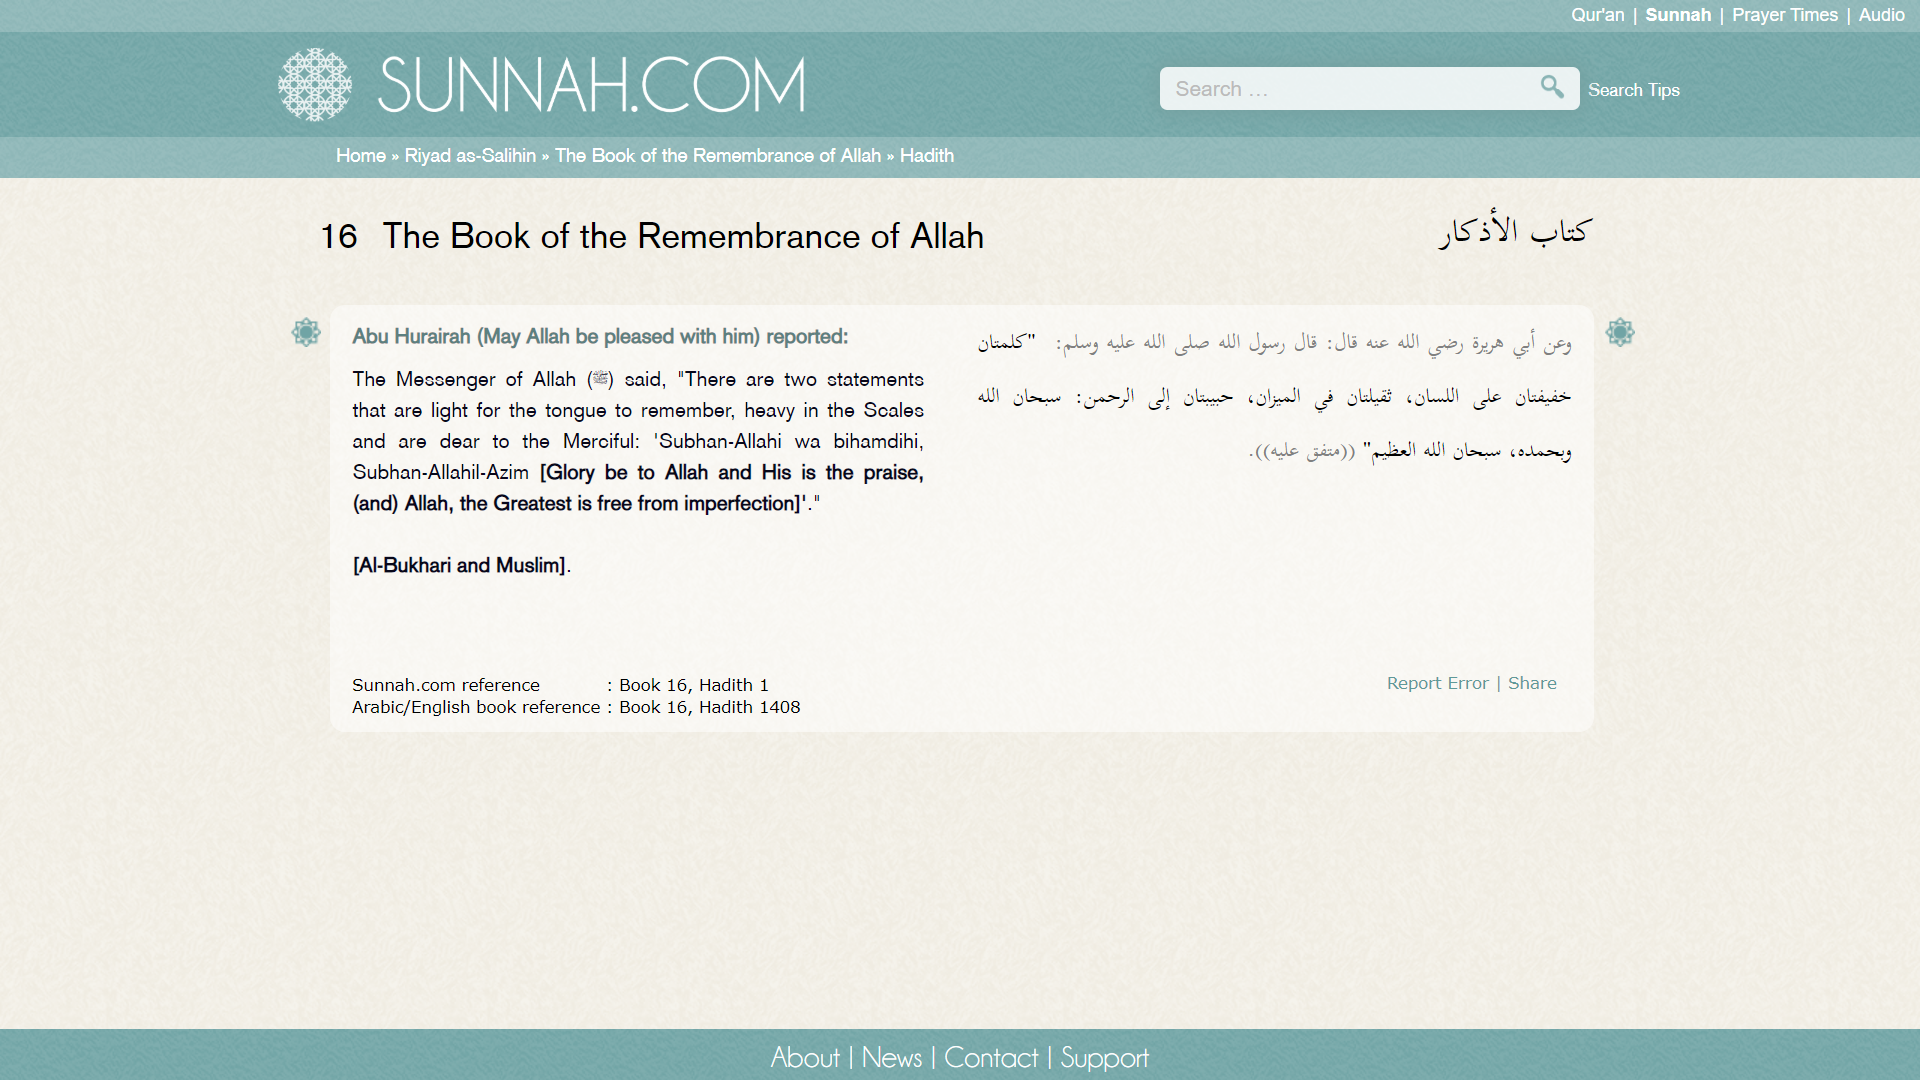 Qur'an | Sunnah | Prayer Times | Audio
SUNNAH.COM
Search …
Search Tips
Home » Riyad as-Salihin » The Book of the Remembrance of Allah » Hadith
16 The Book of the Remembrance of Allah
كتاب الأذكار
Abu Hurairah (May Allah be pleased with him) reported:
The Messenger of Allah (ﷺ) said, "There are two statements
that are light for the tongue to remember, heavy in the Scales
and are dear to the Merciful: 'Subhan-Allahi wa bihamdihi,
Subhan-Allahil-Azim [Glory be to Allah and His is the praise,
(and) Allah, the Greatest is free from imperfection]'."
[Al-Bukhari and Muslim].
وعن أبي هريرة رضي الله عنه قال: قال رسول الله صلى الله عليه وسلم: "كلمتان
خفيفتان على اللسان، ثقيلتان في الميزان، حبيبتان إلى الرحمن: سبحان الله
وبحمده، سبحان الله العظيم" ((متفق عليه)).
Sunnah.com reference : Book 16, Hadith 1
Arabic/English book reference : Book 16, Hadith 1408
Report Error | Share
About | News | Contact | Support